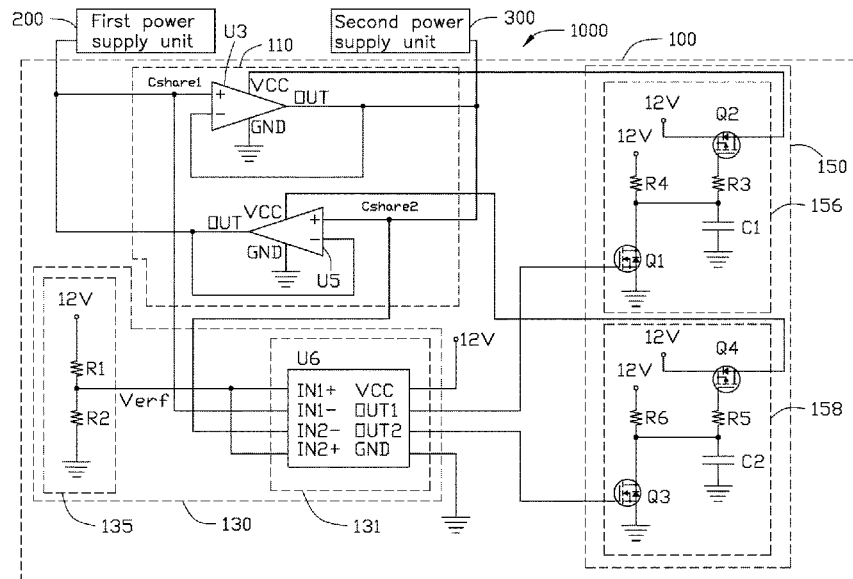 200
First power
supply unit
Second power
supply unit
300
U3
110
1000
100
Cshare1
VCC
+
-
OUT
GND
12V
Q2
12V
150
R4
R3
156
C1
VCC
+
Cshare2
OUT
-
GND
U5
Q1
12V
12V
Q4
U6
12V
R1
Verf
IN1+
VCC
R6
R5
158
IN1-
OUT1
R2
IN2-
OUT2
C2
IN2+
GND
Q3
135
130
131